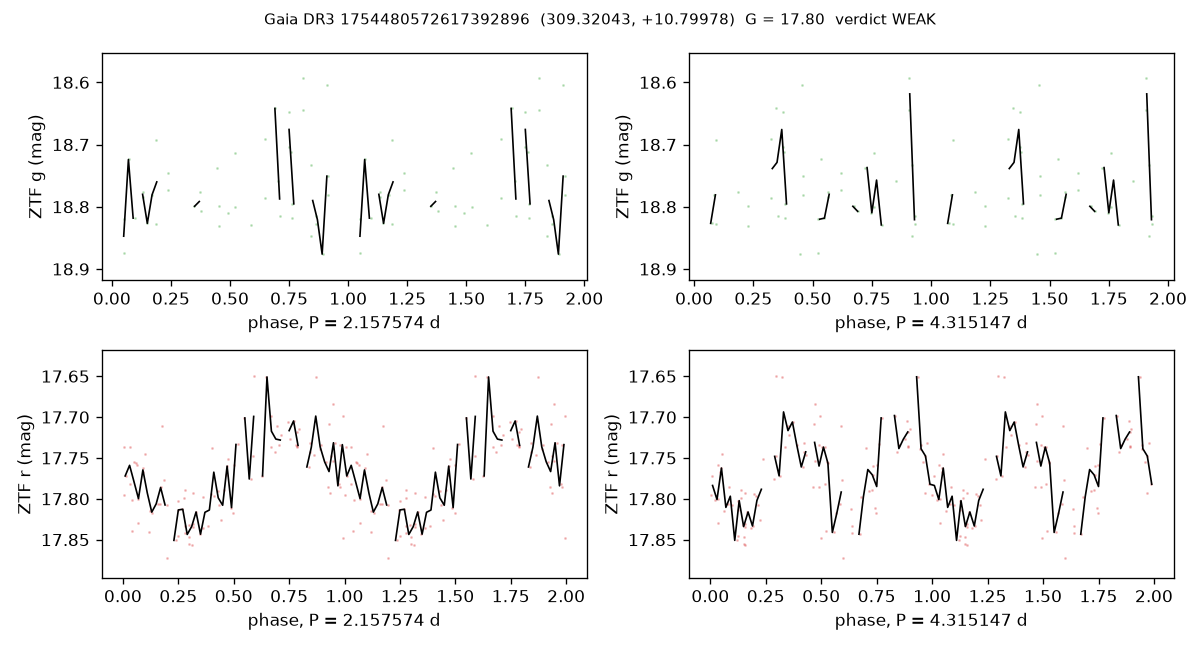 Gaia DR3 1754480572617392896  (309.32043, +10.79978)  G = 17.80  verdict WEAK
ZTF g (mag)
18.6
18.7
18.8
18.9
0.00 0.25 0.50 0.75 1.00 1.25 1.50 1.75 2.00
phase, P = 2.157574 d
ZTF g (mag)
18.6
18.7
18.8
18.9
0.00 0.25 0.50 0.75 1.00 1.25 1.50 1.75 2.00
phase, P = 4.315147 d
ZTF r (mag)
17.65
17.70
17.75
17.80
17.85
0.00 0.25 0.50 0.75 1.00 1.25 1.50 1.75 2.00
phase, P = 2.157574 d
ZTF r (mag)
17.65
17.70
17.75
17.80
17.85
0.00 0.25 0.50 0.75 1.00 1.25 1.50 1.75 2.00
phase, P = 4.315147 d